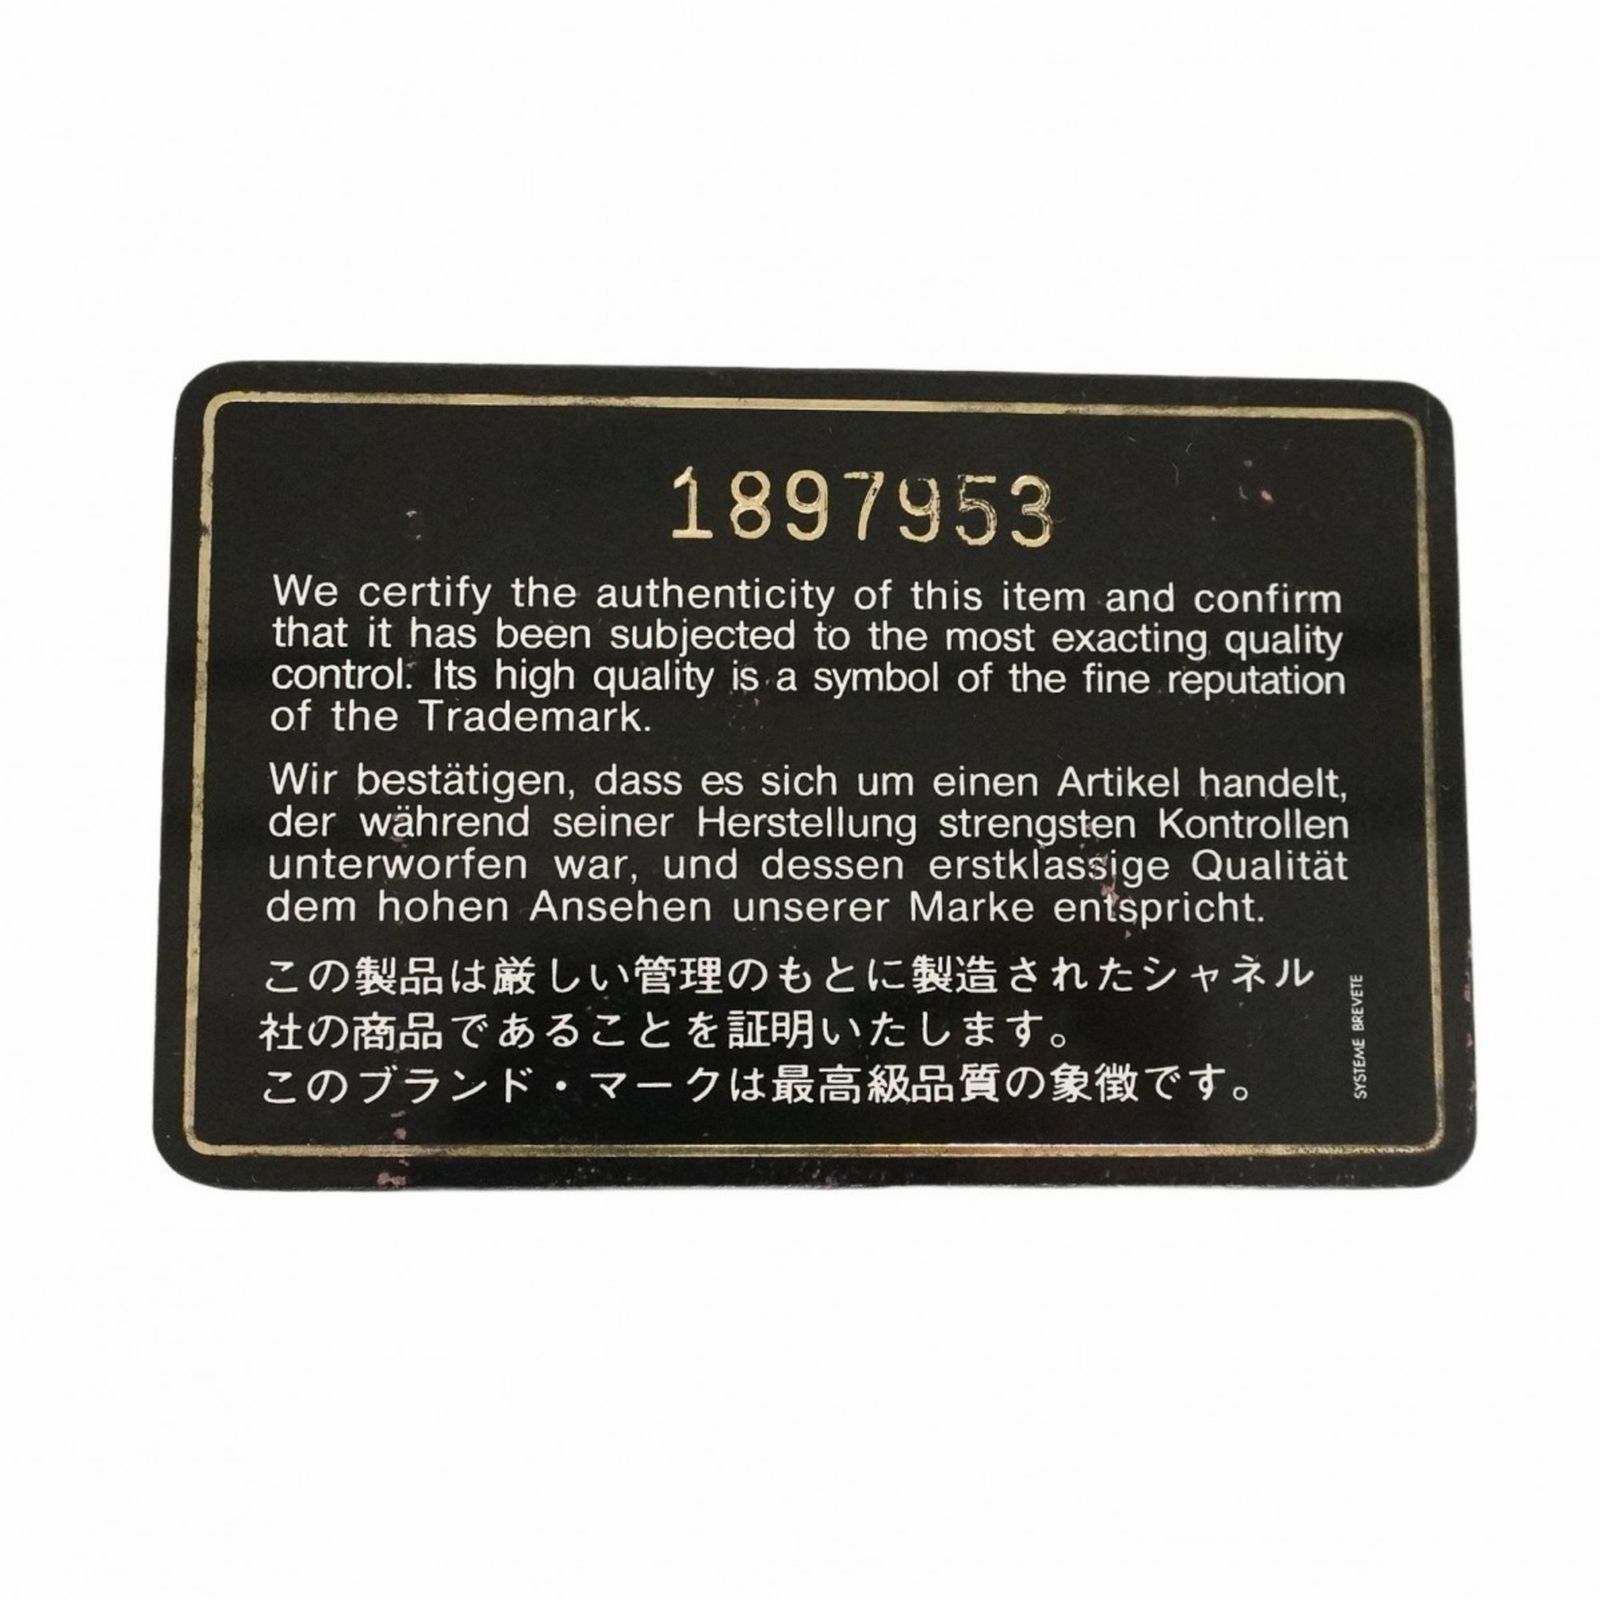 1897953
We certify the authenticity of this item and confirm
that it has been subjected to the most exacting quality
control. Its high quality is a symbol of the fine reputation
of the Trademark.
Wir bestätigen, dass es sich um einen Artikel handelt,
der während seiner Herstellung strengsten Kontrollen
unterworfen war, und dessen erstklassige Qualität
dem hohen Ansehen unserer Marke entspricht.
この製品は厳しい管理のもとに製造されたシャネル
社の商品であることを証明いたします。
このブランド・マークは最高級品質の象徴です。
SYSTEME BREVETE